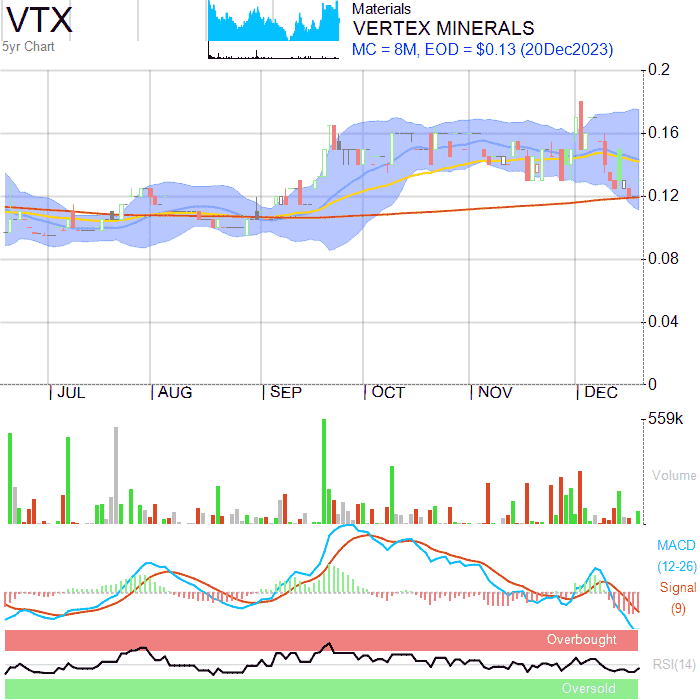 VTX
5yr Chart
Materials
VERTEX MINERALS
MC = 8M, EOD = $0.13 (20Dec2023)
0.2
0.16
0.12
0.08
0.04
0
JUL
AUG
SEP
OCT
NOV
DEC
559k
Volume
MACD
(12-26)
Signal
(9)
Overbought
RSI(14)
Oversold